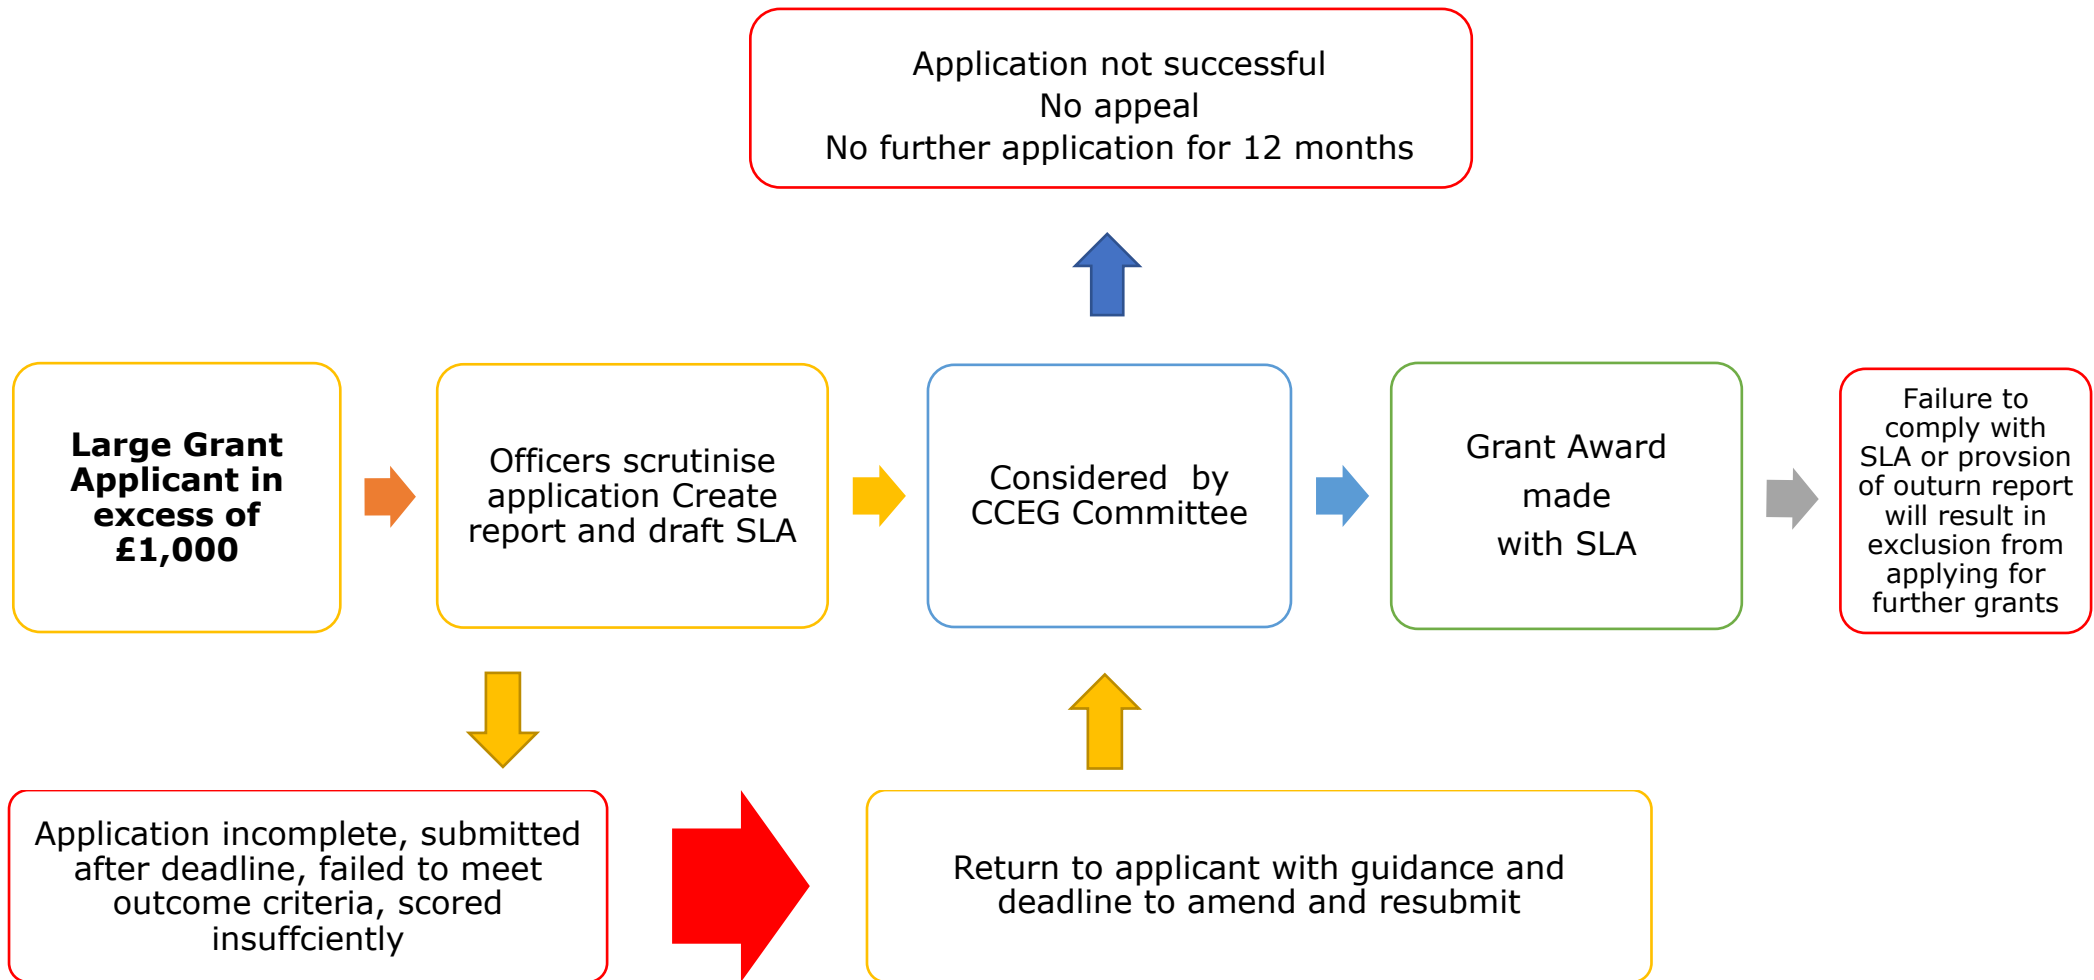 Application not successful
No appeal
No further application for 12 months
Large Grant
Applicant in
excess of
£1,000
Officers scrutinise
application Create
report and draft SLA
Considered by
CCEG Committee
Grant Award
made
with SLA
Failure to
comply with
SLA or provsion
of outurn report
will result in
exclusion from
applying for
further grants
Application incomplete, submitted
after deadline, failed to meet
outcome criteria, scored
insuffciently
Return to applicant with guidance and
deadline to amend and resubmit